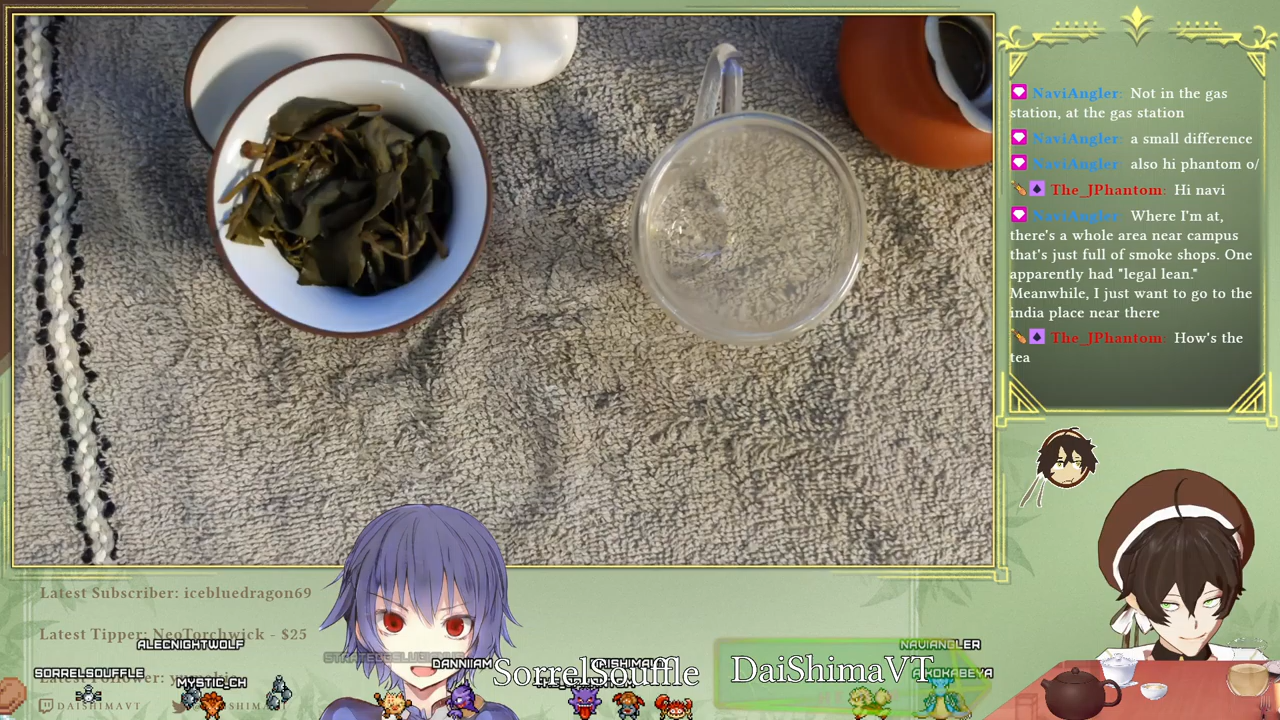 NaviAngler: Not in the gas
station, at the gas station
NaviAngler: a small difference
NaviAngler: also hi phantom o/
The_JPhantom: Hi navi
NaviAngler: Where I'm at,
there's a whole area near campus
that's just full of smoke shops. One
apparently had "legal lean."
Meanwhile, I just want to go to the
india place near there
The_JPhantom: How's the
tea
Latest Subscriber: icebluedragon69
Latest Tipper: NeoTorchwick - $25
ALECNIGHTWOLF
NAVIANGLER
DANNIIAM
SorrelSouffle
DaiShimaVT
SORRELSOUFFLE
MYSTIC_CH
DAISHIMAVT